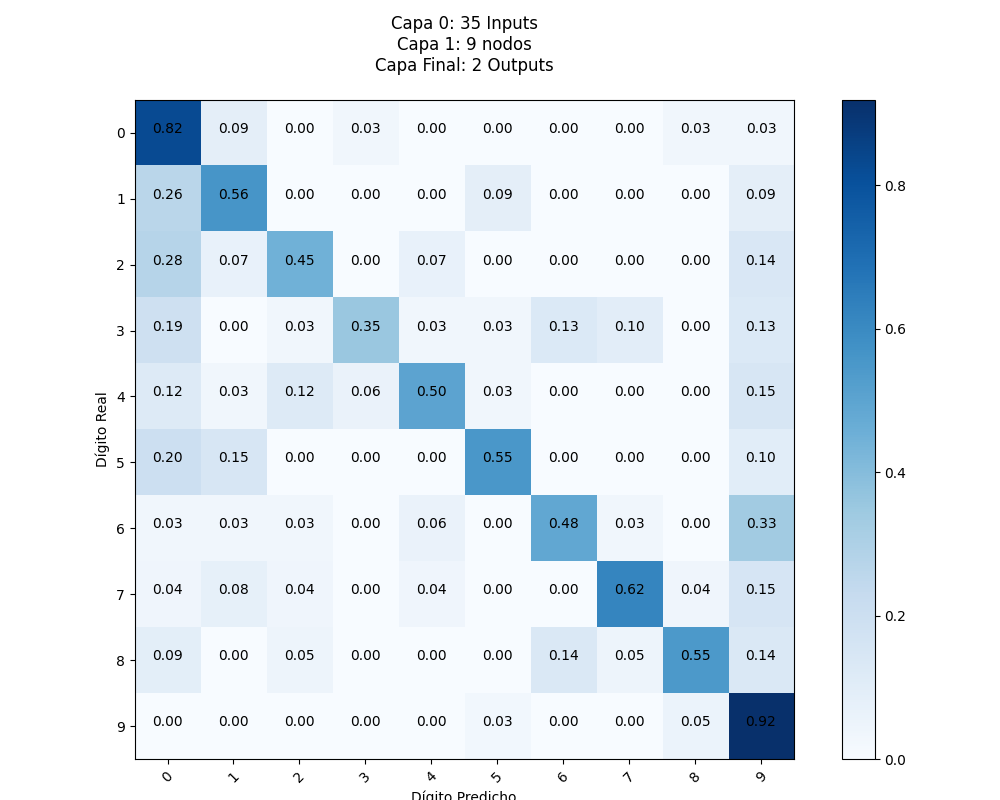 Capa 0: 35 Inputs
Capa 1: 9 nodos
Capa Final: 2 Outputs
0 0.82 0.09 0.00 0.03 0.00 0.00 0.00 0.00 0.03 0.03
1 0.26 0.56 0.00 0.00 0.00 0.09 0.00 0.00 0.00 0.09
2 0.28 0.07 0.45 0.00 0.07 0.00 0.00 0.00 0.00 0.14
3 0.19 0.00 0.03 0.35 0.03 0.03 0.13 0.10 0.00 0.13
4 0.12 0.03 0.12 0.06 0.50 0.03 0.00 0.00 0.00 0.15
5 0.20 0.15 0.00 0.00 0.00 0.55 0.00 0.00 0.00 0.10
6 0.03 0.03 0.03 0.00 0.06 0.00 0.48 0.03 0.00 0.33
7 0.04 0.08 0.04 0.00 0.04 0.00 0.00 0.62 0.04 0.15
8 0.09 0.00 0.05 0.00 0.00 0.00 0.14 0.05 0.55 0.14
9 0.00 0.00 0.00 0.00 0.00 0.03 0.00 0.00 0.05 0.92
0 1 2 3 4 5 6 7 8 9
Dígito Real
Dígito Predicho
0.8
0.6
0.4
0.2
0.0